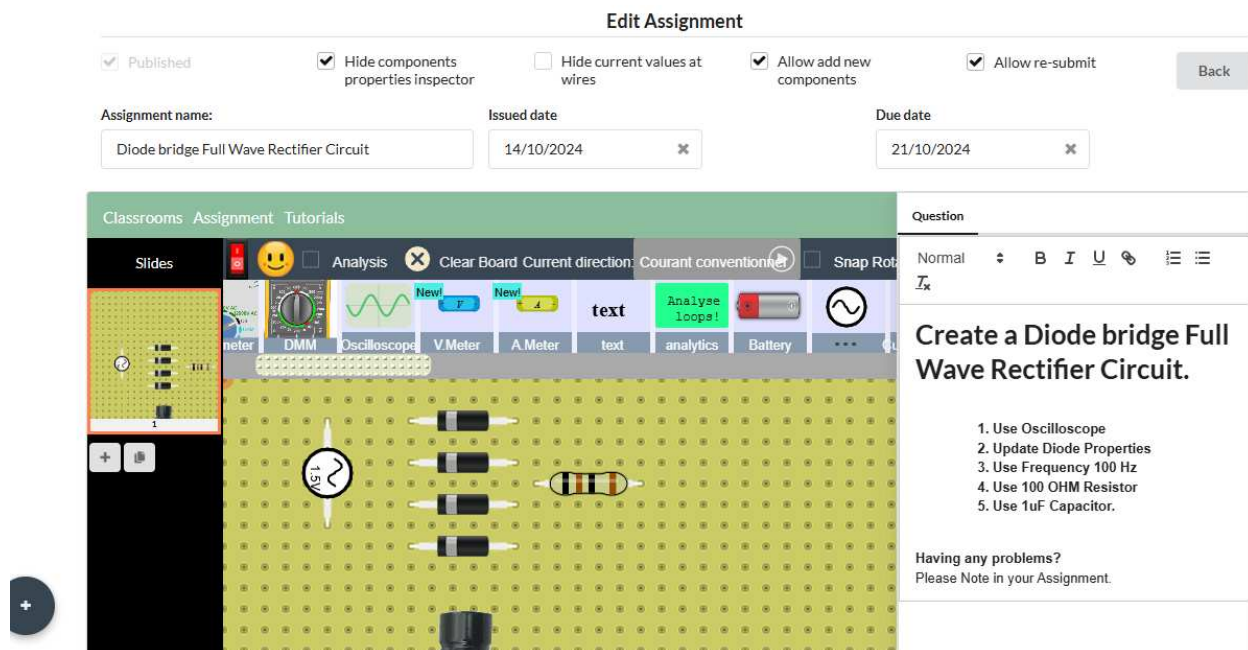 Edit Assignment
Published
Hide components
properties inspector
Hide current values at
wires
Allow add new
components
Allow re-submit
Back
Assignment name:
Issued date
Due date
Diode bridge Full Wave Rectifier Circuit
14/10/2024
21/10/2024
Classrooms Assignment Tutorials
Slides
Analysis
Clear Board
Current direction:
Courant conventionnel
Snap
Rota
New!
New!
V
A
text
Analyse
loops!
meter
DMM
Oscilloscope
V.Meter
A.Meter
text
analytics
Battery
...
1
1.5V
Question
Normal
B I U
Tx
Create a Diode bridge Full
Wave Rectifier Circuit.
1. Use Oscilloscope
2. Update Diode Properties
3. Use Frequency 100 Hz
4. Use 100 OHM Resistor
5. Use 1uF Capacitor.
Having any problems?
Please Note in your Assignment.